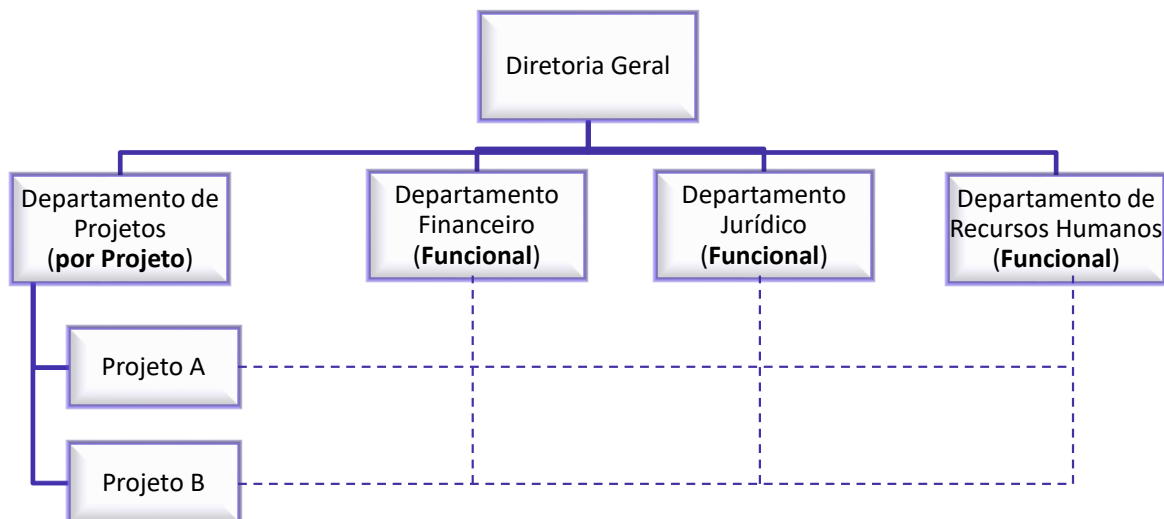 Diretoria Geral
Departamento de
Projetos
(por Projeto)
Departamento
Financeiro
(Funcional)
Departamento
Jurídico
(Funcional)
Departamento de
Recursos Humanos
(Funcional)
Projeto A
Projeto B